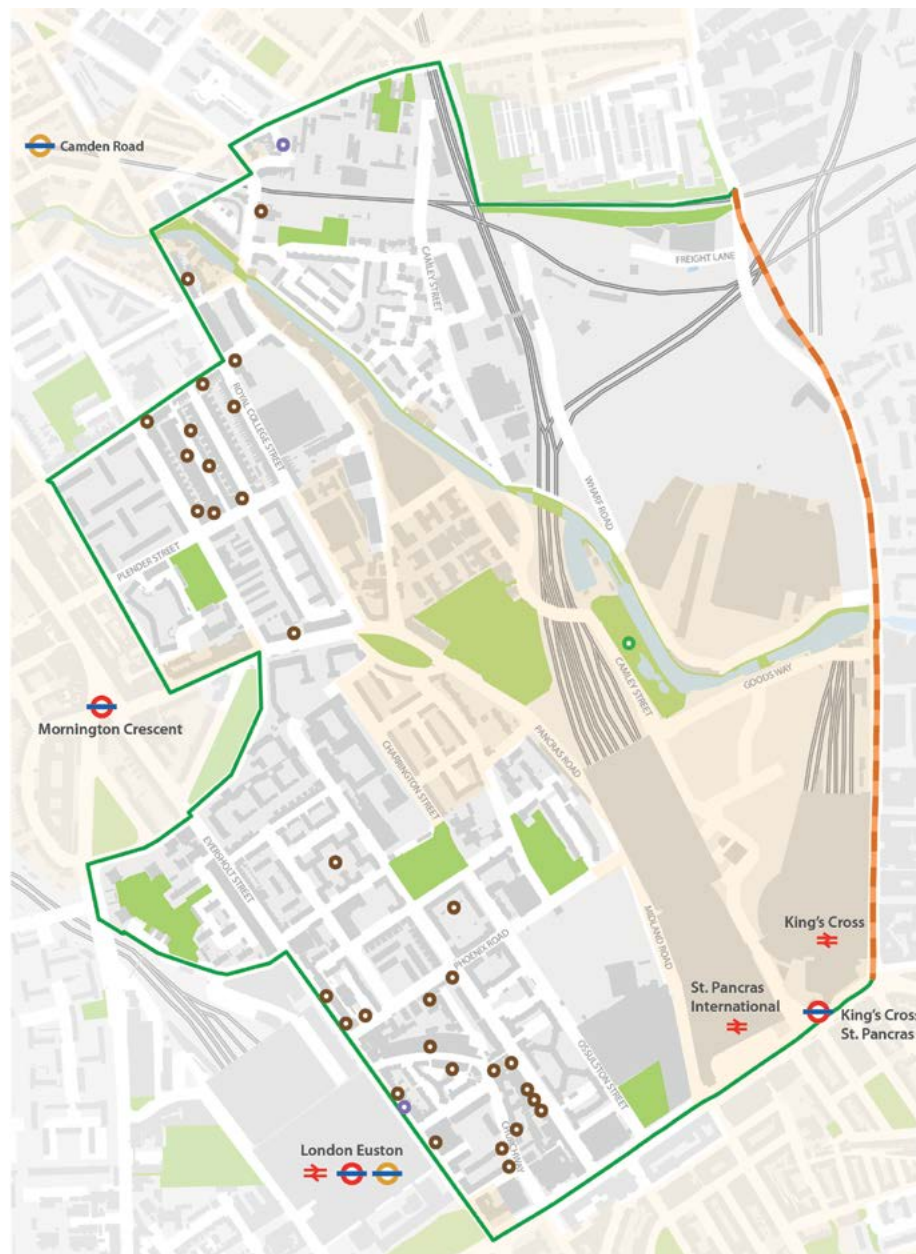 Camden Road
CAMLEY STREET
FREIGHT LANE
ROYAL COLLEGE STREET
WHARF ROAD
PLENDER STREET
CAMLEY STREET
GOODS WAY
Mornington Crescent
PANCRAS ROAD
CHARRINGTON STREET
EVERSHOLT STREET
PHOENIX ROAD
MIDLAND ROAD
King's Cross
St. Pancras
International
King's Cross
St. Pancras
OSSULSTON STREET
CHURCHWAY
London Euston